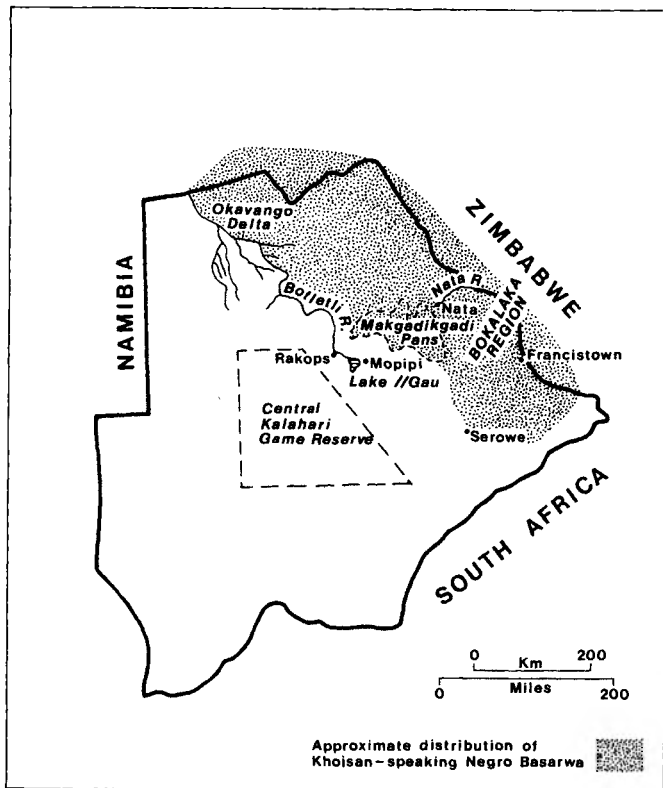 Okavango
Delta
NAMIBIA
ZIMBABWE
Nata R.
Botletli R.
Nata
Makgadikgadi
Pans
BOKALAKA
REGION
Francistown
Rakops
Mopipi
Lake //Gau
Central
Kalahari
Game Reserve
Serowe
SOUTH AFRICA
0 200
Km
Miles
0 200
Approximate distribution of
Khoisan-speaking Negro Basarwa